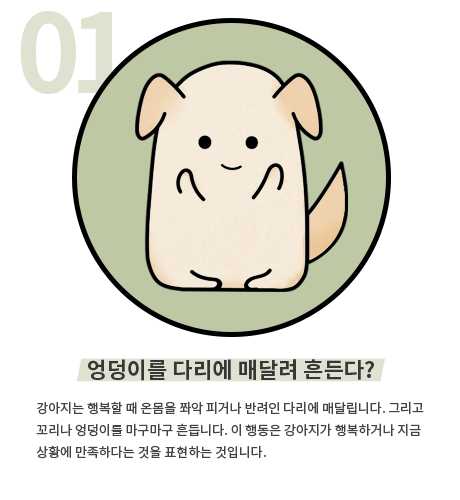 01
엉덩이를 다리에 매달려 흔든다?
강아지는 행복할 때 온몸을 쫘악 피거나 반려인 다리에 매달립니다. 그리고
꼬리나 엉덩이를 마구마구 흔듭니다. 이 행동은 강아지가 행복하거나 지금
상황에 만족하다는 것을 표현하는 것입니다.